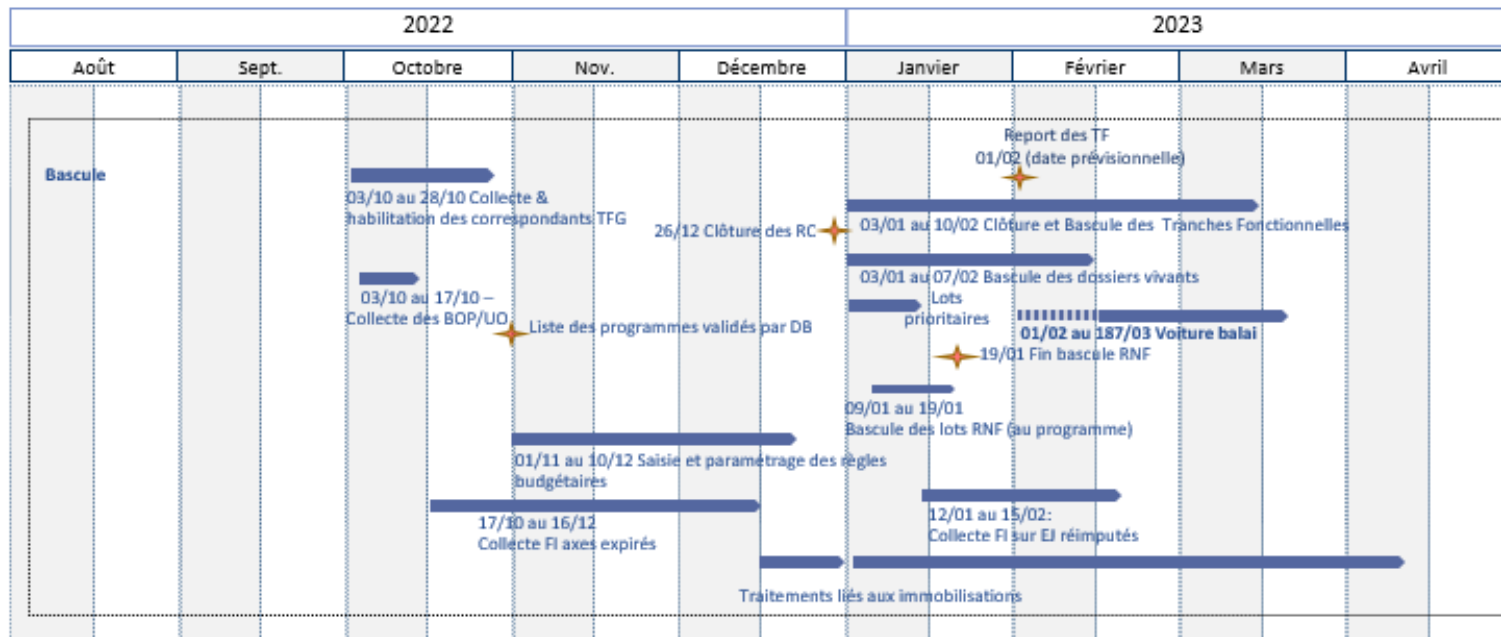 2022
2023
Août
Sept.
Octobre
Nov.
Décembre
Janvier
Février
Mars
Avril
Bascule
03/10 au 28/10 Collecte &
habilitation des correspondants TFG
03/10 au 17/10 –
Collecte des BOP/UO
Liste des programmes validés par DB
01/11 au 10/12 Saisie et paramétrage des règles
budgétaires
17/10 au 16/12
Collecte FI axes expirés
26/12 Clôture des RC
Report des TF
01/02 (date prévisionnelle)
03/01 au 10/02 Clôture et Bascule des Tranches Fonctionnelles
03/01 au 07/02 Bascule des dossiers vivants
Lots
prioritaires
01/02 au 187/03 Voiture balai
19/01 Fin bascule RNF
09/01 au 19/01
Bascule des lots RNF (au programme)
12/01 au 15/02:
Collecte FI sur EJ réimputés
Traitements liés aux immobilisations